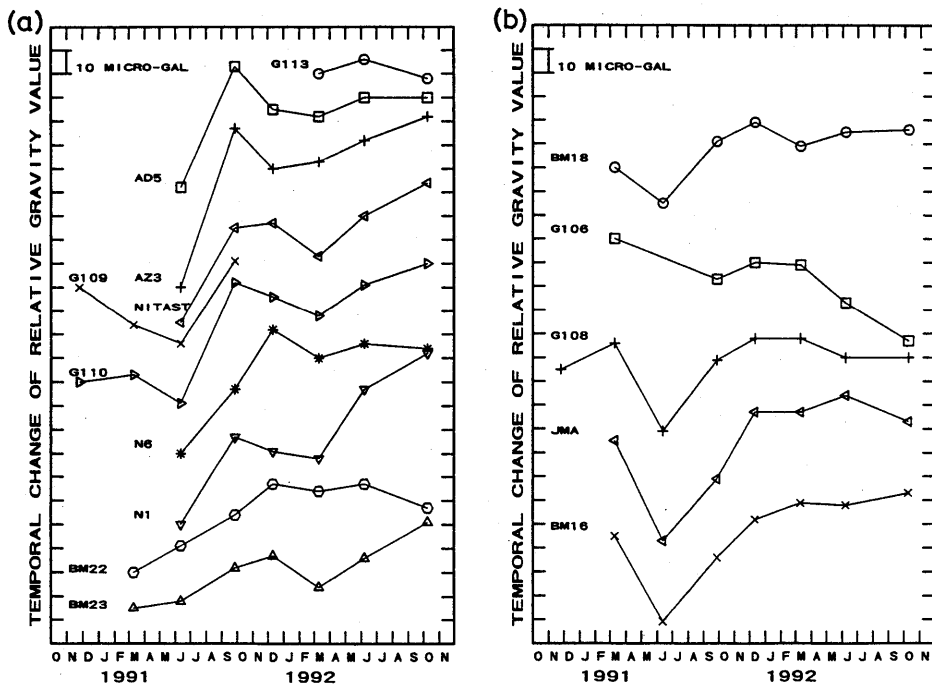 (a)
TEMPORAL CHANGE OF RELATIVE GRAVITY VALUE
10 MICRO-GAL
G113
AD5
AZ3
G109
NITAST
G110
N6
N1
BM22
BM23
O N D J F M A M J J A S O N D J F M A M J J A S O N
1991 1992
(b)
TEMPORAL CHANGE OF RELATIVE GRAVITY VALUE
10 MICRO-GAL
BM18
G106
G108
JMA
BM16
O N D J F M A M J J A S O N D J F M A M J J A S O N
1991 1992